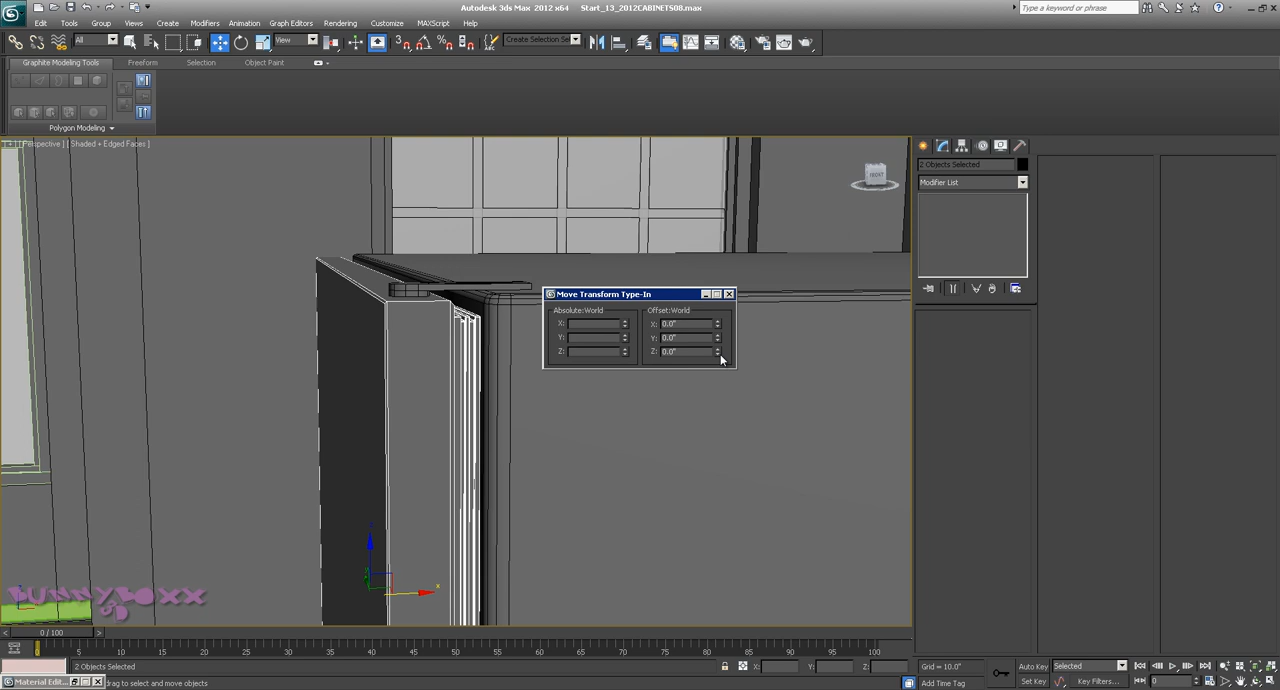 Autodesk 3ds Max 2012 x64 Start_13_2012CABINETS08.max
Type a keyword or phrase
Edit Tools Group Views Create Modifiers Animation Graph Editors Rendering Customize MAXScript Help
All View Create Selection Se
Graphite Modeling Tools Freeform Selection Object Paint
Polygon Modeling
[ + ] [ Perspective ] [ Shaded + Edged Faces ]
FRONT
2 Objects Selected
Modifier List
Move Transform Type-In
Absolute:World Offset:World
X: X: 0.0"
Y: Y: 0.0"
Z: Z: 0.0"
x
BUNNYBOXX
3D
0 / 100
0 5 10 15 20 25 30 35 40 45 50 55 60 65 70 75 80 85 90 95 100
2 Objects Selected X: Y: Z: Grid = 10.0" Auto Key Selected
Material Edit... drag to select and move objects Add Time Tag Set Key Key Filters... 0